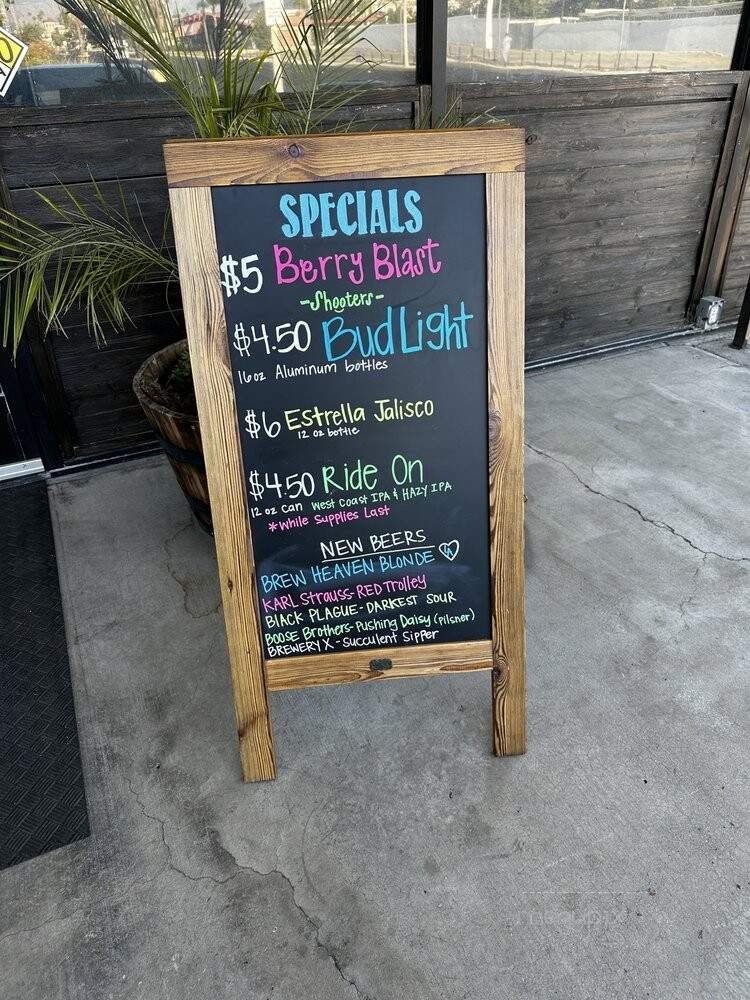 SPECIALS
$5 Berry Blast
-Shooters-
$4.50 Bud Light
16oz Aluminum bottles
$6 Estrella Jalisco
12 oz bottle
$4.50 Ride On
12 oz can West Coast IPA & HAZY IPA
*While Supplies Last
NEW BEERS
BREW HEAVEN BLONDE
KARL Strauss-RED Trolley
BLACK PLAGUE-DARKEST SOUR
BOOSE Brothers-Pushing Daisy (Pilsner)
BREWERY X-Succulent Sipper